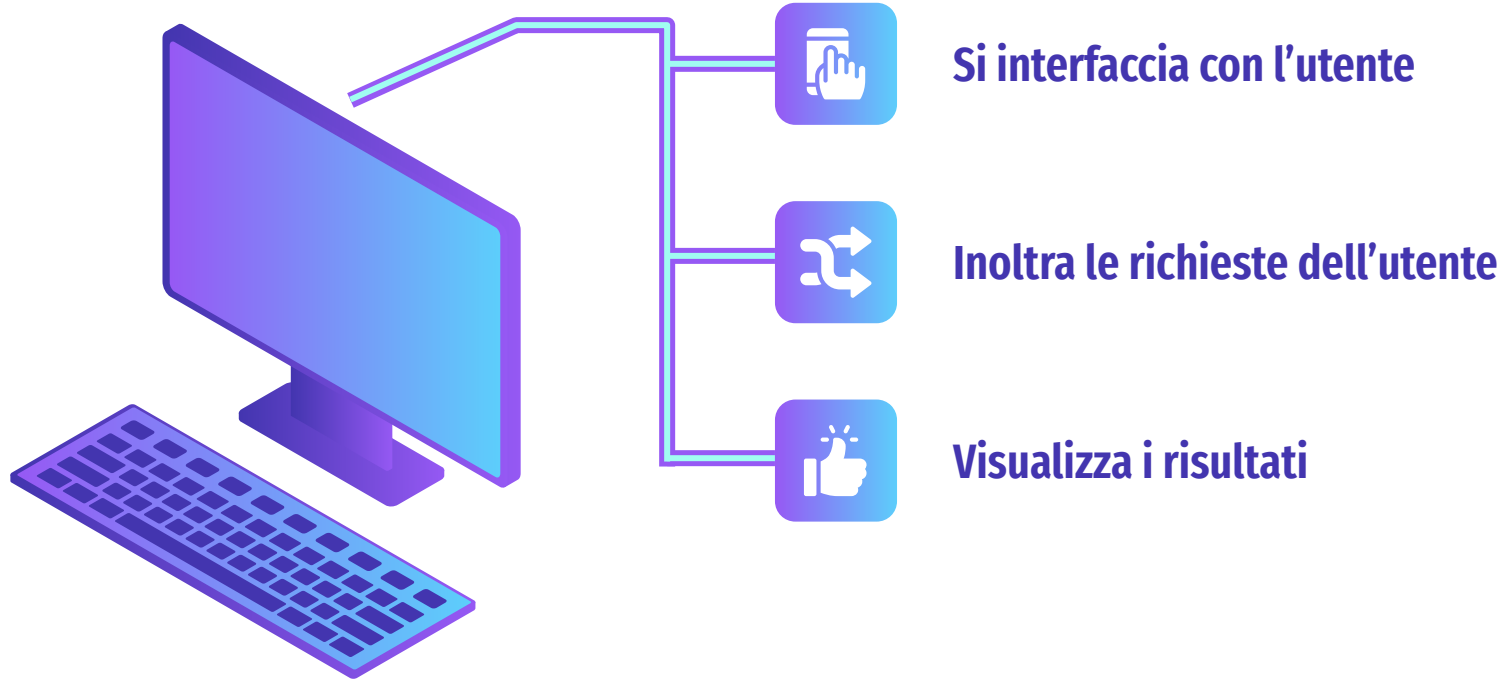 Si interfaccia con l’utente
Inoltra le richieste dell’utente
Visualizza i risultati